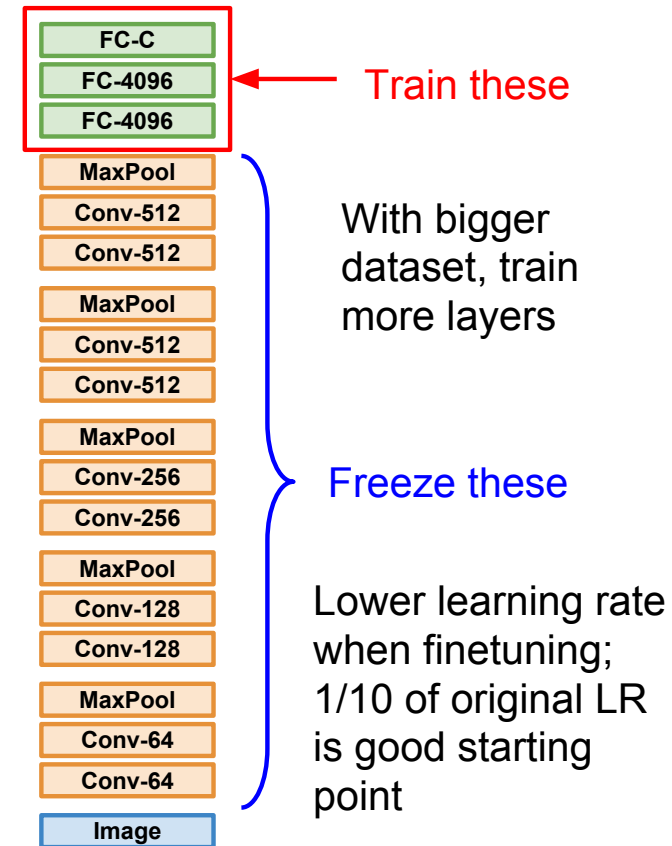 FC-C
FC-4096
FC-4096
Train these
MaxPool
Conv-512
Conv-512
With bigger
dataset, train
more layers
MaxPool
Conv-512
Conv-512
MaxPool
Conv-256
Conv-256
Freeze these
MaxPool
Conv-128
Conv-128
MaxPool
Conv-64
Conv-64
Lower learning rate
when finetuning;
1/10 of original LR
is good starting
point
Image